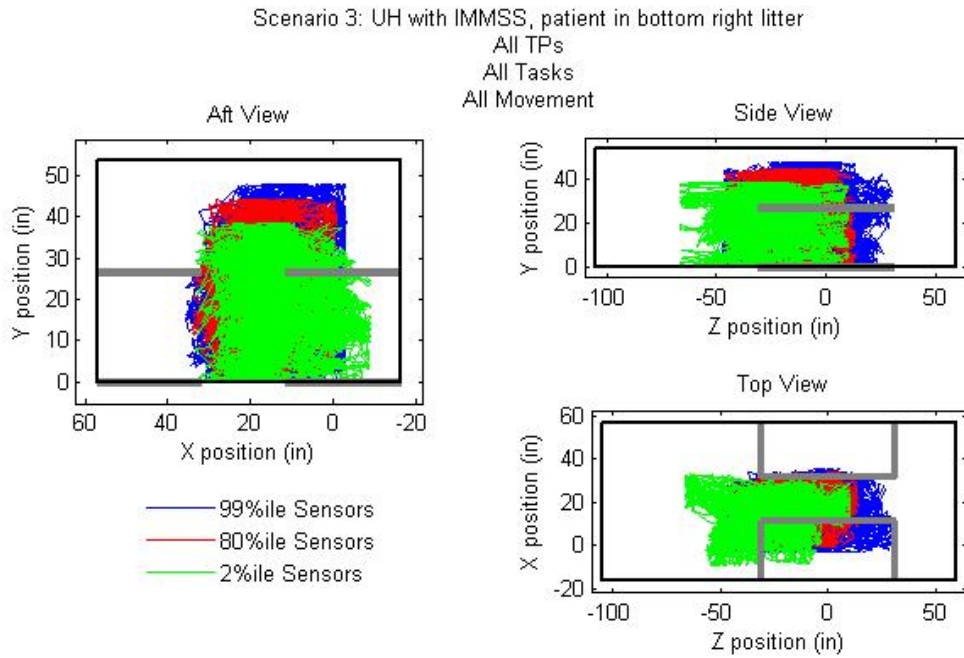 Scenario 3: UH with IMMSS, patient in bottom right litter
All TPs
All Tasks
All Movement
Aft View
Y position (in)
50
40
30
20
10
0
60 40 20 0 -20
X position (in)
Side View
Y position (in)
40
20
0
-100 -50 0 50
Z position (in)
Top View
X position (in)
60
40
20
0
-20
-100 -50 0 50
Z position (in)
99%ile Sensors
80%ile Sensors
2%ile Sensors